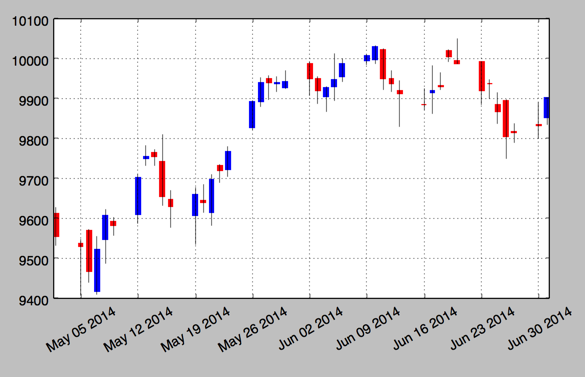 10100
10000
9900
9800
9700
9600
9500
9400
May 05 2014
May 12 2014
May 19 2014
May 26 2014
Jun 02 2014
Jun 09 2014
Jun 16 2014
Jun 23 2014
Jun 30 2014